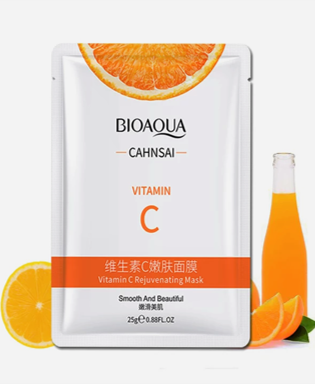 BIOAQUA
CAHNSAI
VITAMIN
C
维生素C嫩肤面膜
Vitamin C Rejuvenating Mask
Smooth And Beautiful
嫩滑美肌
25g℮0.88FL.OZ